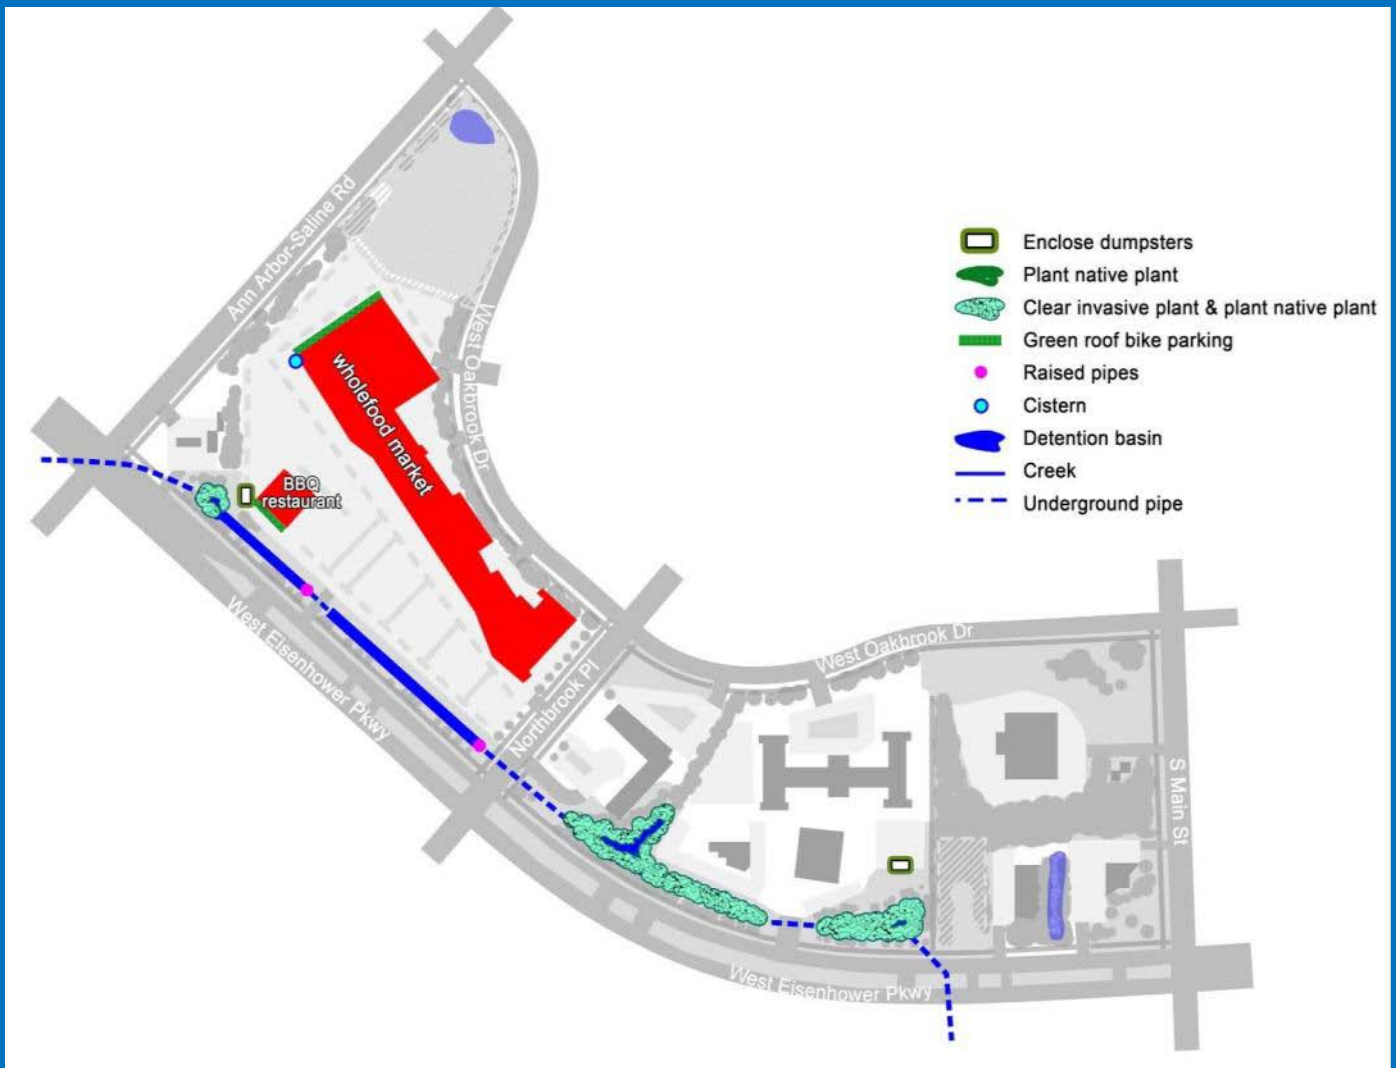 Ann Arbor-Saline Rd
West Oakbrook Dr
wholefood market
BBQ
restaurant
West Eisenhower Pkwy
Northbrook Pl
West Oakbrook Dr
S Main St
West Eisenhower Pkwy
Enclose dumpsters
Plant native plant
Clear invasive plant & plant native plant
Green roof bike parking
Raised pipes
Cistern
Detention basin
Creek
Underground pipe